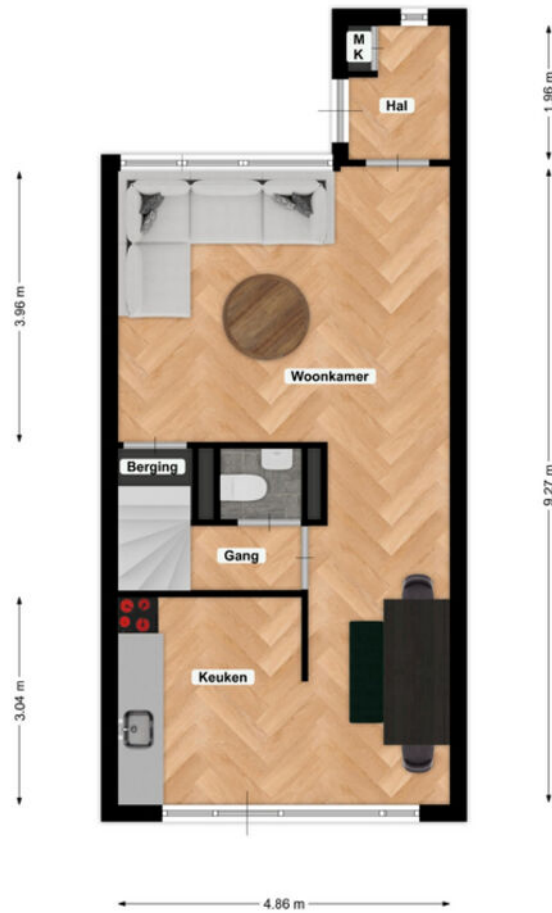 M
K
Hal
1.96 m
3.96 m
Woonkamer
Berging
9.27 m
Gang
Keuken
3.04 m
4.86 m